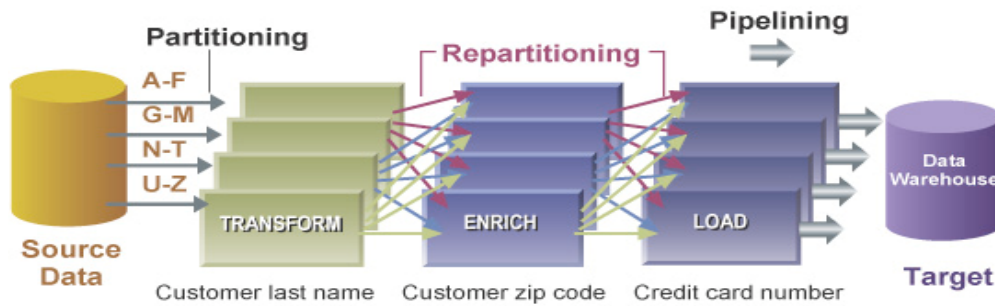 Partitioning
Repartitioning
Pipelining
A-F
G-M
N-T
U-Z
TRANSFORM
ENRICH
LOAD
Data
Warehouse
Source
Data
Target
Customer last name
Customer zip code
Credit card number